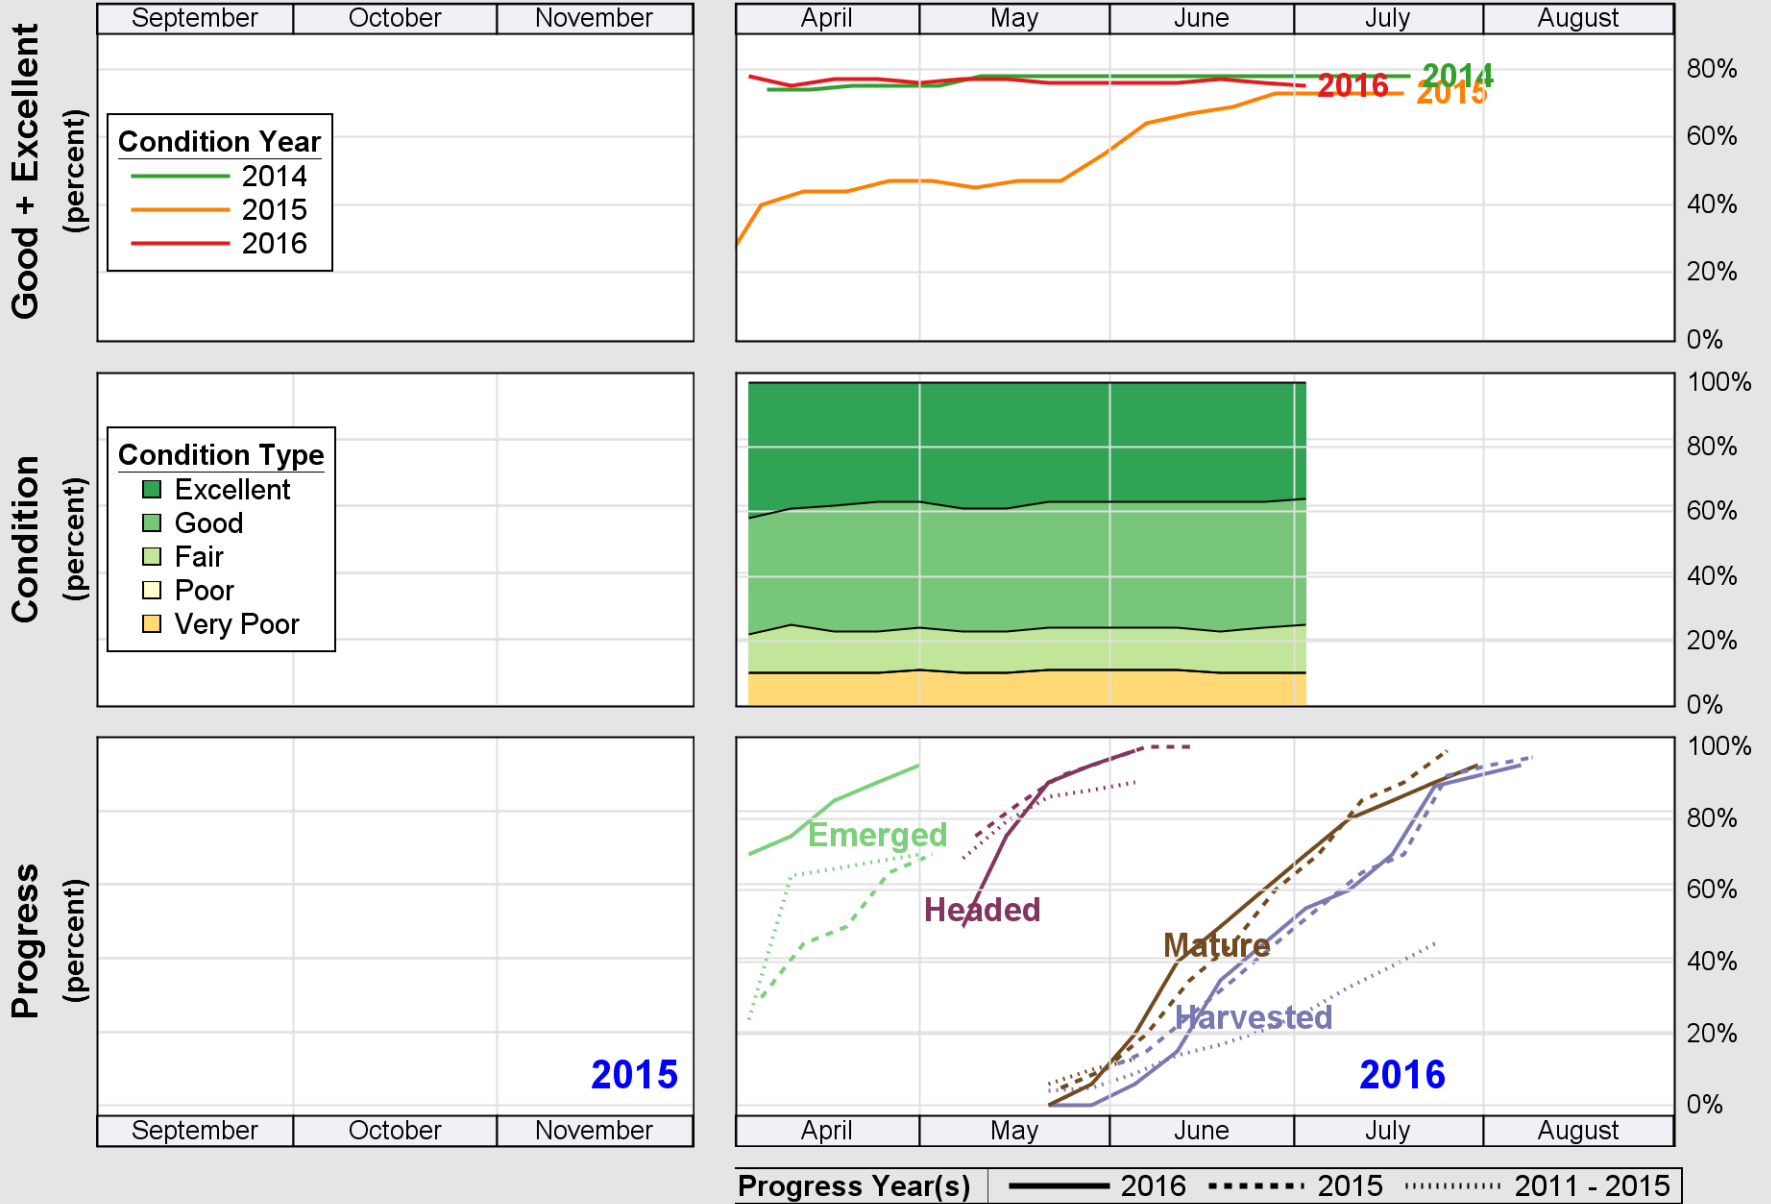 September October November April May June July August
Good + Excellent
(percent)
Condition Year
2014
2015
2016
2014
2016
2015
80%
60%
40%
20%
0%
Condition
(percent)
Condition Type
Excellent
Good
Fair
Poor
Very Poor
100%
80%
60%
40%
20%
0%
Progress
(percent)
Emerged
Headed
Mature
Harvested
2015
2016
100%
80%
60%
40%
20%
0%
September October November April May June July August
Progress Year(s) 2016 2015 2011 - 2015